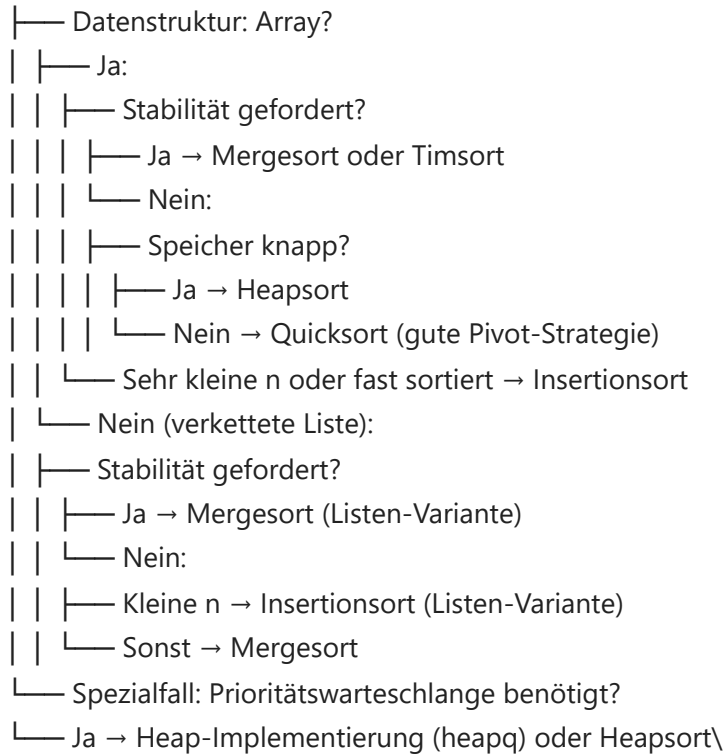 ├── Datenstruktur: Array?
│ ├── Ja:
│ │ ├── Stabilität gefordert?
│ │ │ ├── Ja → Mergesort oder Timsort
│ │ │ └── Nein:
│ │ │ ├── Speicher knapp?
│ │ │ │ ├── Ja → Heapsort
│ │ │ │ └── Nein → Quicksort (gute Pivot-Strategie)
│ │ └── Sehr kleine n oder fast sortiert → Insertionsort
│ └── Nein (verkettete Liste):
│ ├── Stabilität gefordert?
│ │ ├── Ja → Mergesort (Listen-Variante)
│ │ └── Nein:
│ │ ├── Kleine n → Insertionsort (Listen-Variante)
│ │ └── Sonst → Mergesort
└── Spezialfall: Prioritätswarteschlange benötigt?
└── Ja → Heap-Implementierung (heapq) oder Heapsort\